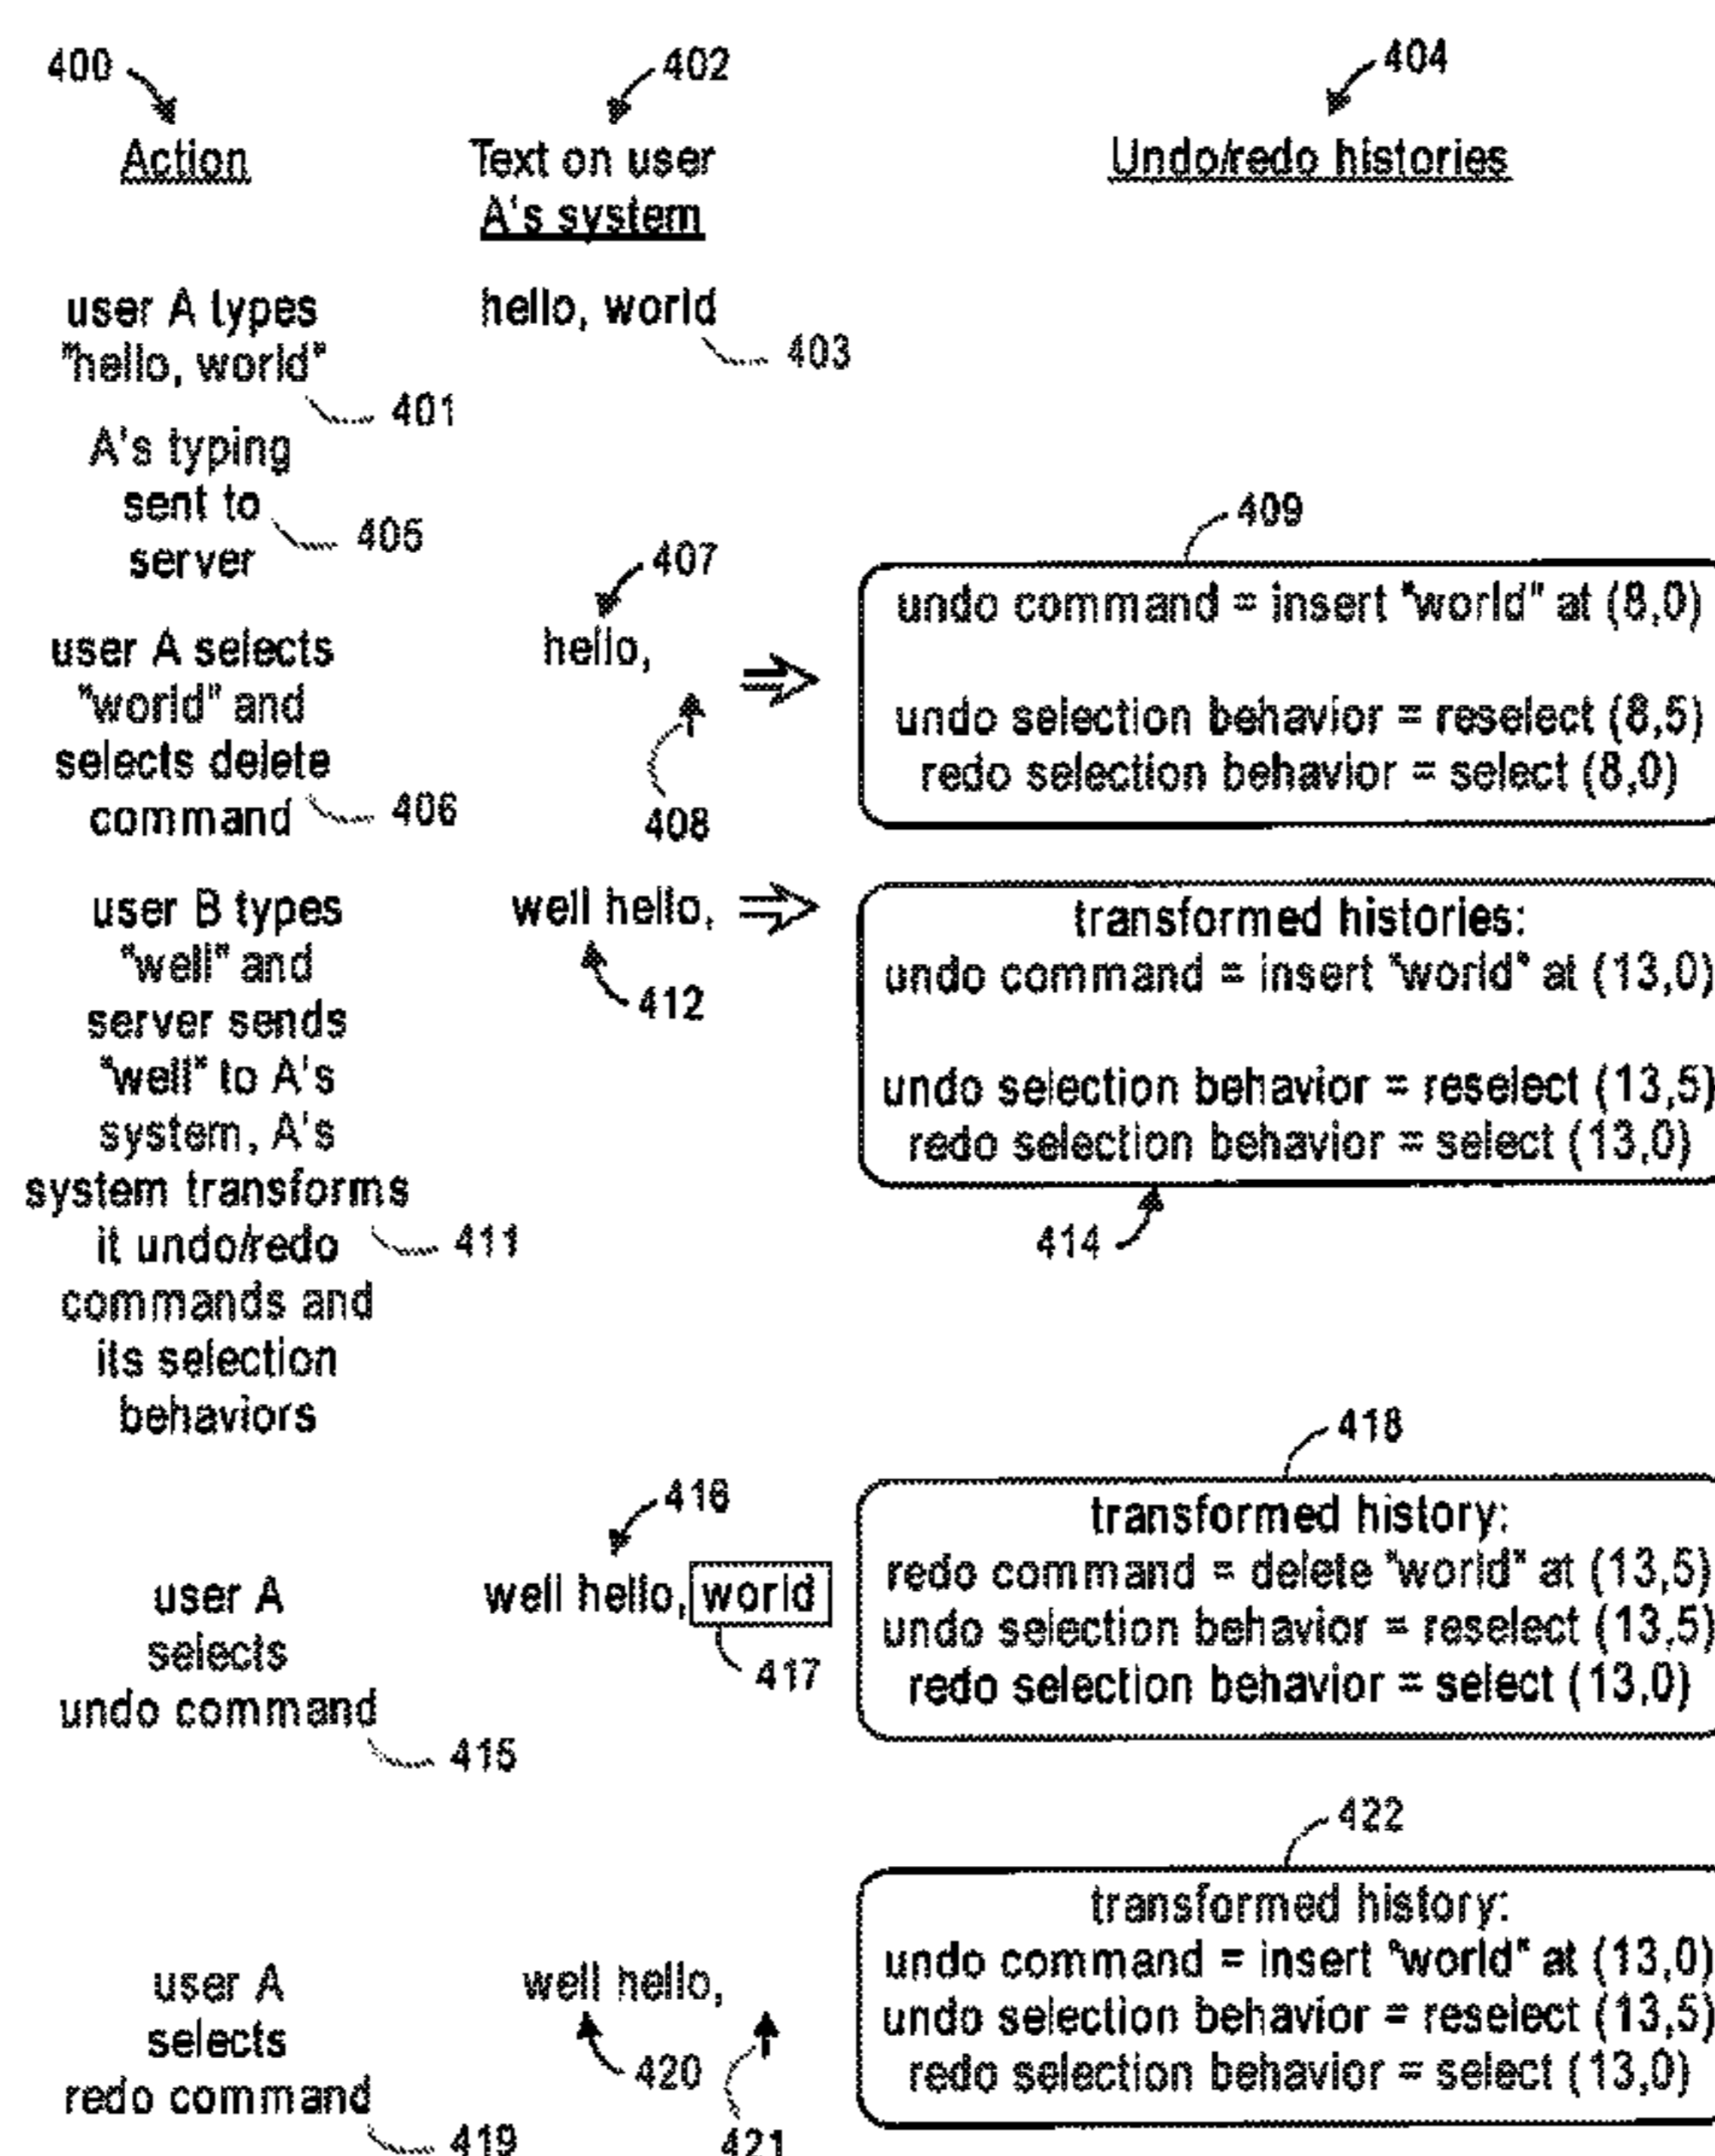 400
402
404
Action
Text on user
A's system
Undo/redo histories
user A types
"hello, world"
401
hello, world
403
A's typing
sent to
server
405
user A selects
"world" and
selects delete
command
406
407
hello,
408
409
undo command = insert "world" at (8,0)
undo selection behavior = reselect (8,5)
redo selection behavior = select (8,0)
user B types
"well" and
server sends
"well" to A's
system, A's
system transforms
it undo/redo
commands and
its selection
behaviors
411
well hello,
412
transformed histories:
undo command = insert "world" at (13,0)
undo selection behavior = reselect (13,5)
redo selection behavior = select (13,0)
414
user A
selects
undo command
415
416
well hello, world
417
418
transformed history:
redo command = delete "world" at (13,5)
undo selection behavior = reselect (13,5)
redo selection behavior = select (13,0)
user A
selects
redo command
419
well hello,
420
421
422
transformed history:
undo command = insert "world" at (13,0)
undo selection behavior = reselect (13,5)
redo selection behavior = select (13,0)